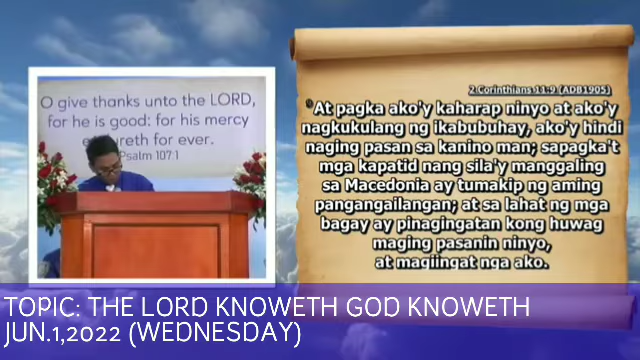 O give thanks unto the LORD,
for he is good: for his mercy
endureth for ever.
Psalm 107:1
2 Corinthians 11:9 (ADB1905)
9 At pagka ako'y kaharap ninyo at ako'y
nagkukulang ng ikabubuhay, ako'y hindi
naging pasan sa kanino man; sapagka't
mga kapatid nang sila'y manggaling
sa Macedonia ay tumakip ng aming
pangangailangan; at sa lahat ng mga
bagay ay pinagingatan kong huwag
maging pasanin ninyo,
at magiingat nga ako.
TOPIC: THE LORD KNOWETH GOD KNOWETH
JUN.1,2022 (WEDNESDAY)